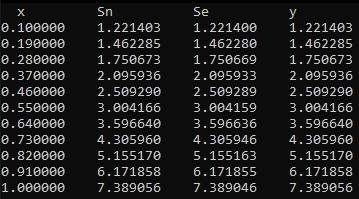 x Sn Se y
0.100000 1.221403 1.221400 1.221403
0.190000 1.462285 1.462280 1.462285
0.280000 1.750673 1.750669 1.750673
0.370000 2.095936 2.095933 2.095936
0.460000 2.509290 2.509289 2.509290
0.550000 3.004166 3.004159 3.004166
0.640000 3.596640 3.596636 3.596640
0.730000 4.305960 4.305946 4.305960
0.820000 5.155170 5.155163 5.155170
0.910000 6.171858 6.171855 6.171858
1.000000 7.389056 7.389046 7.389056